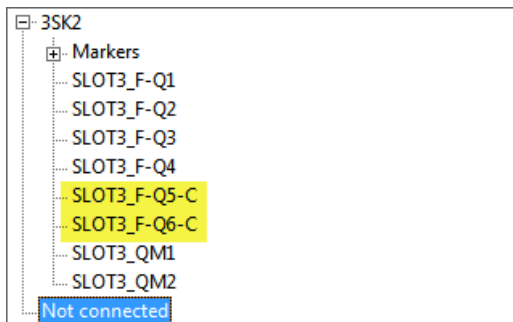 3SK2
Markers
SLOT3_F-Q1
SLOT3_F-Q2
SLOT3_F-Q3
SLOT3_F-Q4
SLOT3_F-Q5-C
SLOT3_F-Q6-C
SLOT3_QM1
SLOT3_QM2
Not connected